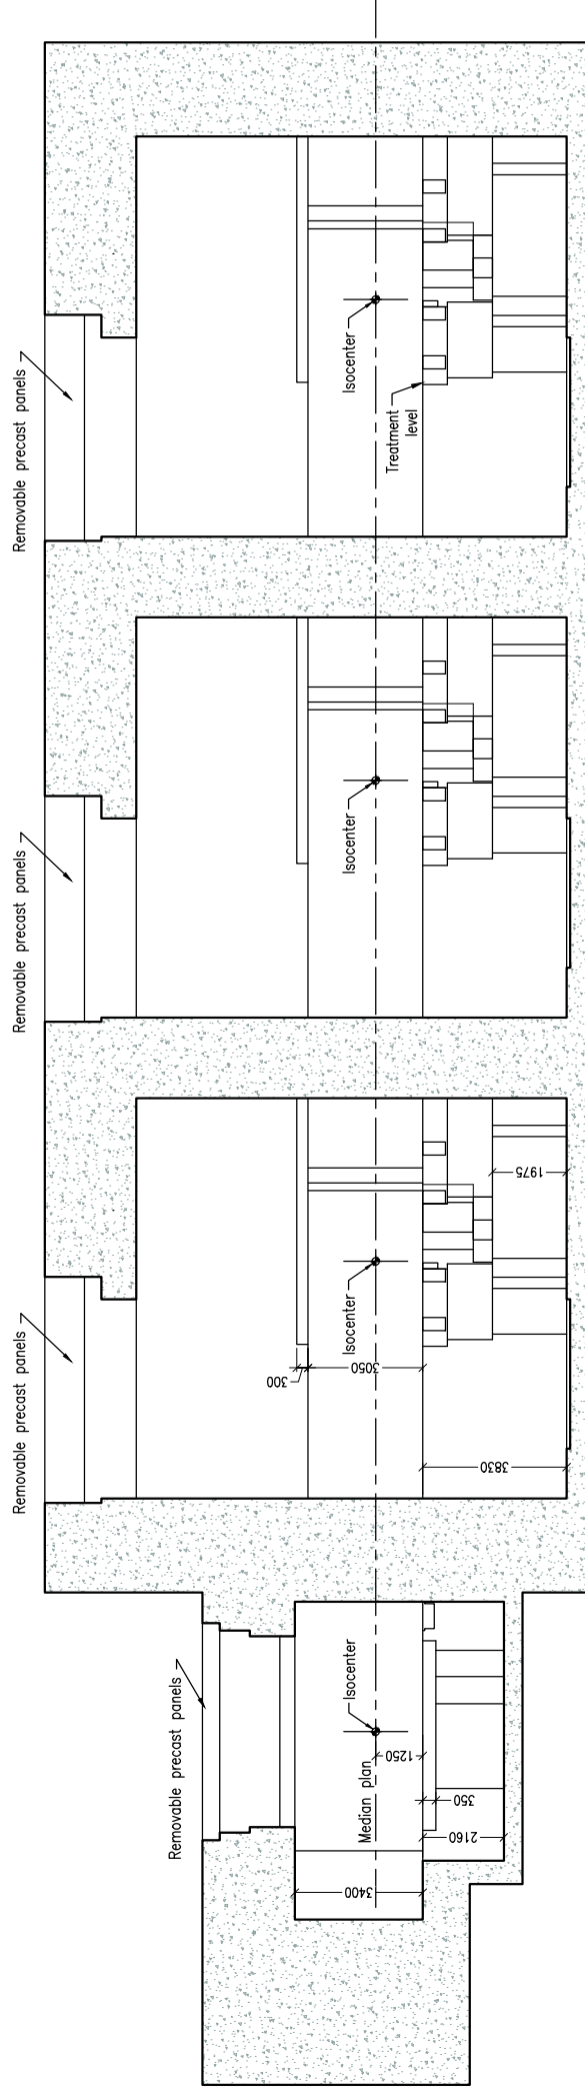 Removable precast panels
Removable precast panels
Removable precast panels
Removable precast panels
Isocenter
Isocenter
Isocenter
Isocenter
Median plan
Treatment
level
3400
1250
350
2160
300
3050
3830
1975